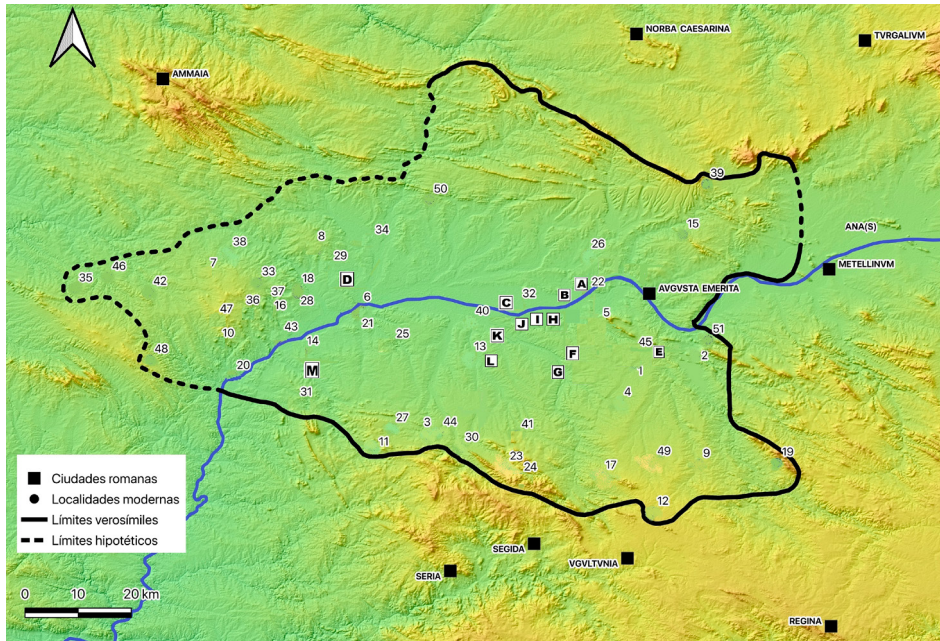 NORBA CAESARINA
TVRGALIVM
AMMAIA
39
50
15
34
8
38
26
ANA(S)
29
46
7
33
35
42
18
D
METELLINVM
A
22
37
28
6
C
32
B
AVGVSTA EMERITA
36
16
47
40
5
I
H
J
21
43
25
10
K
51
14
13
45
E
48
2
L
F
20
M
G
1
31
4
27
3
44
41
30
11
23
24
17
49
9
19
12
Ciudades romanas
Localidades modernas
Límites verosímiles
Límites hipotéticos
SEGIDA
VGVLTVNIA
SERIA
0 10 20 km
REGINA